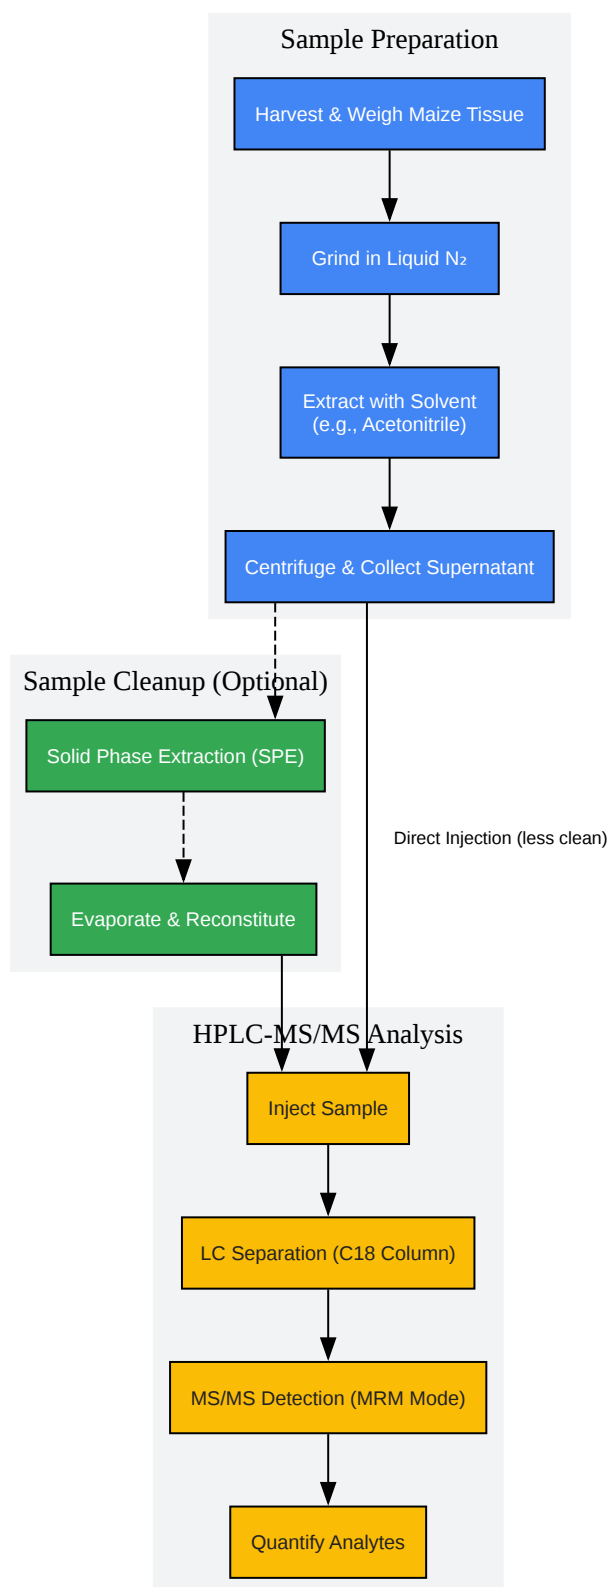 Sample Preparation
Harvest & Weigh Maize Tissue
Grind in Liquid N₂
Extract with Solvent
(e.g., Acetonitrile)
Centrifuge & Collect Supernatant
Sample Cleanup (Optional)
Solid Phase Extraction (SPE)
Direct Injection (less clean)
Evaporate & Reconstitute
HPLC-MS/MS Analysis
Inject Sample
LC Separation (C18 Column)
MS/MS Detection (MRM Mode)
Quantify Analytes